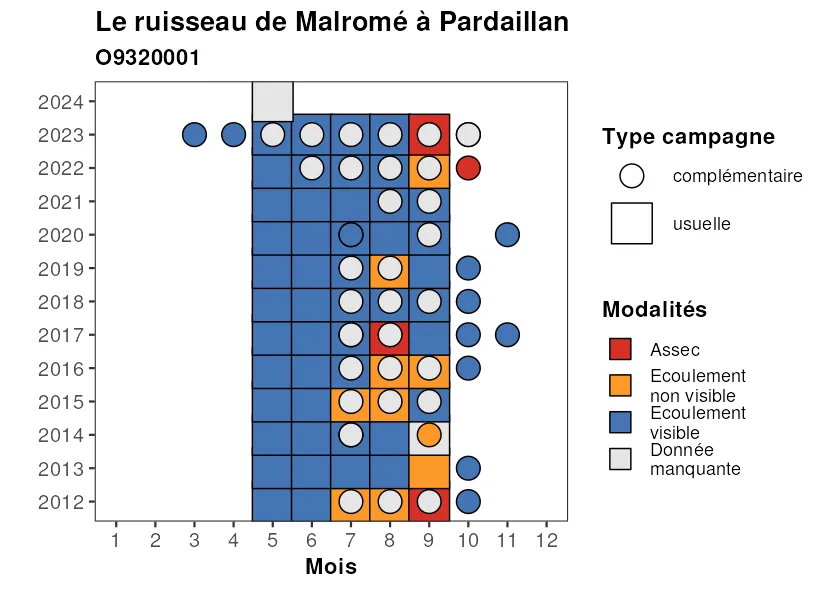 Le ruisseau de Malromé à Pardaillan
O9320001
2024
2023
2022
2021
2020
2019
2018
2017
2016
2015
2014
2013
2012
1 2 3 4 5 6 7 8 9 10 11 12
Mois
Type campagne
complémentaire
usuelle
Modalités
Assec
Ecoulement
non visible
Ecoulement
visible
Donnée
manquante